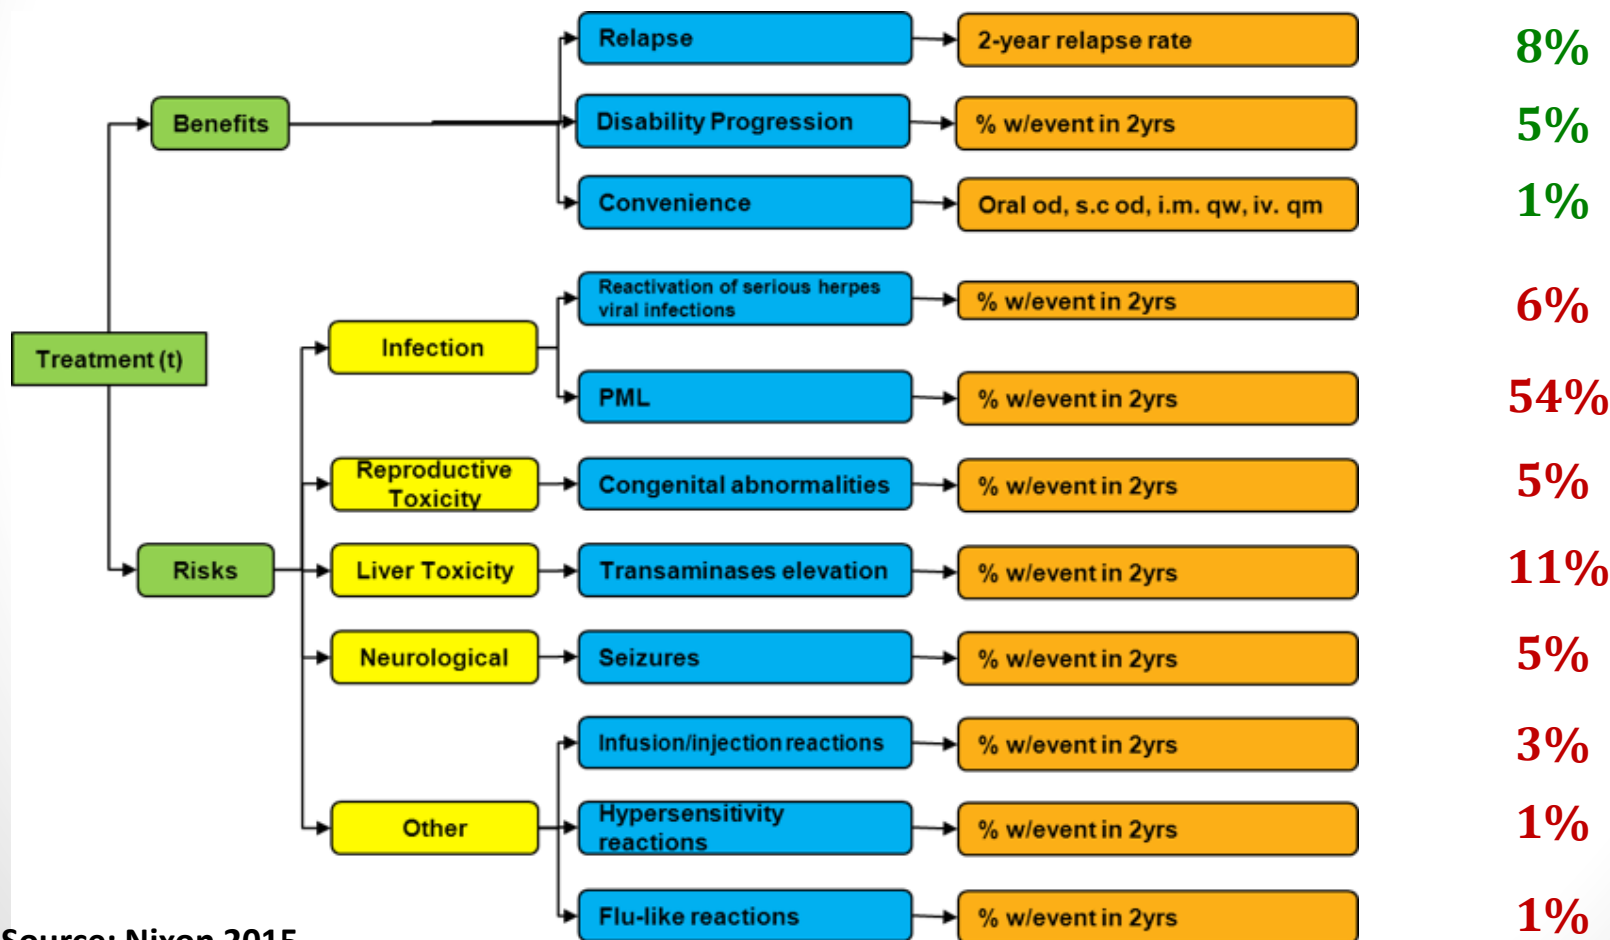 Relapse
2-year relapse rate
8%
Benefits
Disability Progression
% w/event in 2yrs
5%
Convenience
Oral od, s.c od, i.m. qw, iv. qm
1%
Reactivation of serious herpes
viral infections
% w/event in 2yrs
6%
Treatment (t)
Infection
PML
% w/event in 2yrs
54%
Reproductive
Toxicity
Congenital abnormalities
% w/event in 2yrs
5%
Risks
Liver Toxicity
Transaminases elevation
% w/event in 2yrs
11%
Neurological
Seizures
% w/event in 2yrs
5%
Infusion/injection reactions
% w/event in 2yrs
3%
Other
Hypersensitivity
reactions
% w/event in 2yrs
1%
Flu-like reactions
% w/event in 2yrs
1%
Source: Nixon 2015